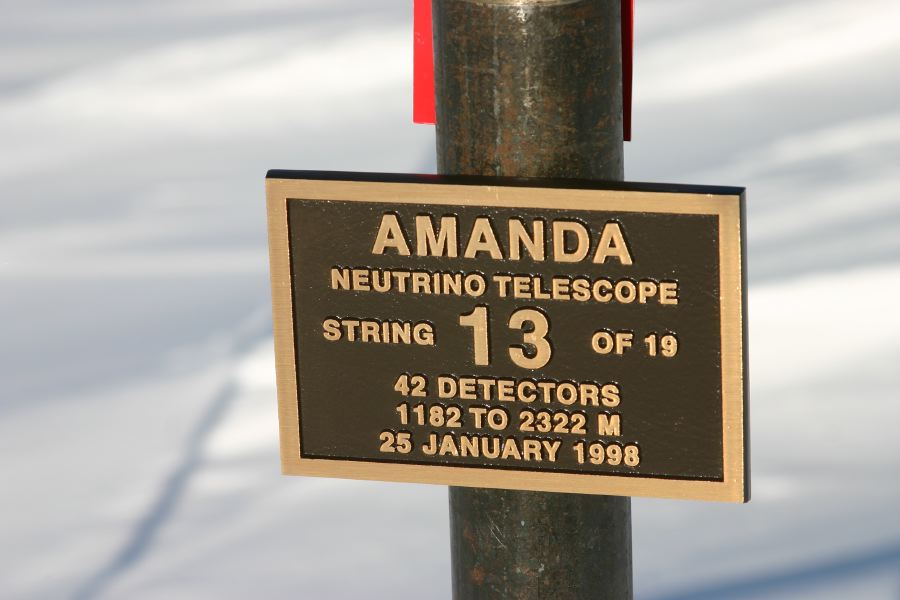 AMANDA
NEUTRINO TELESCOPE
STRING 13 OF 19
42 DETECTORS
1182 TO 2322 M
25 JANUARY 1998